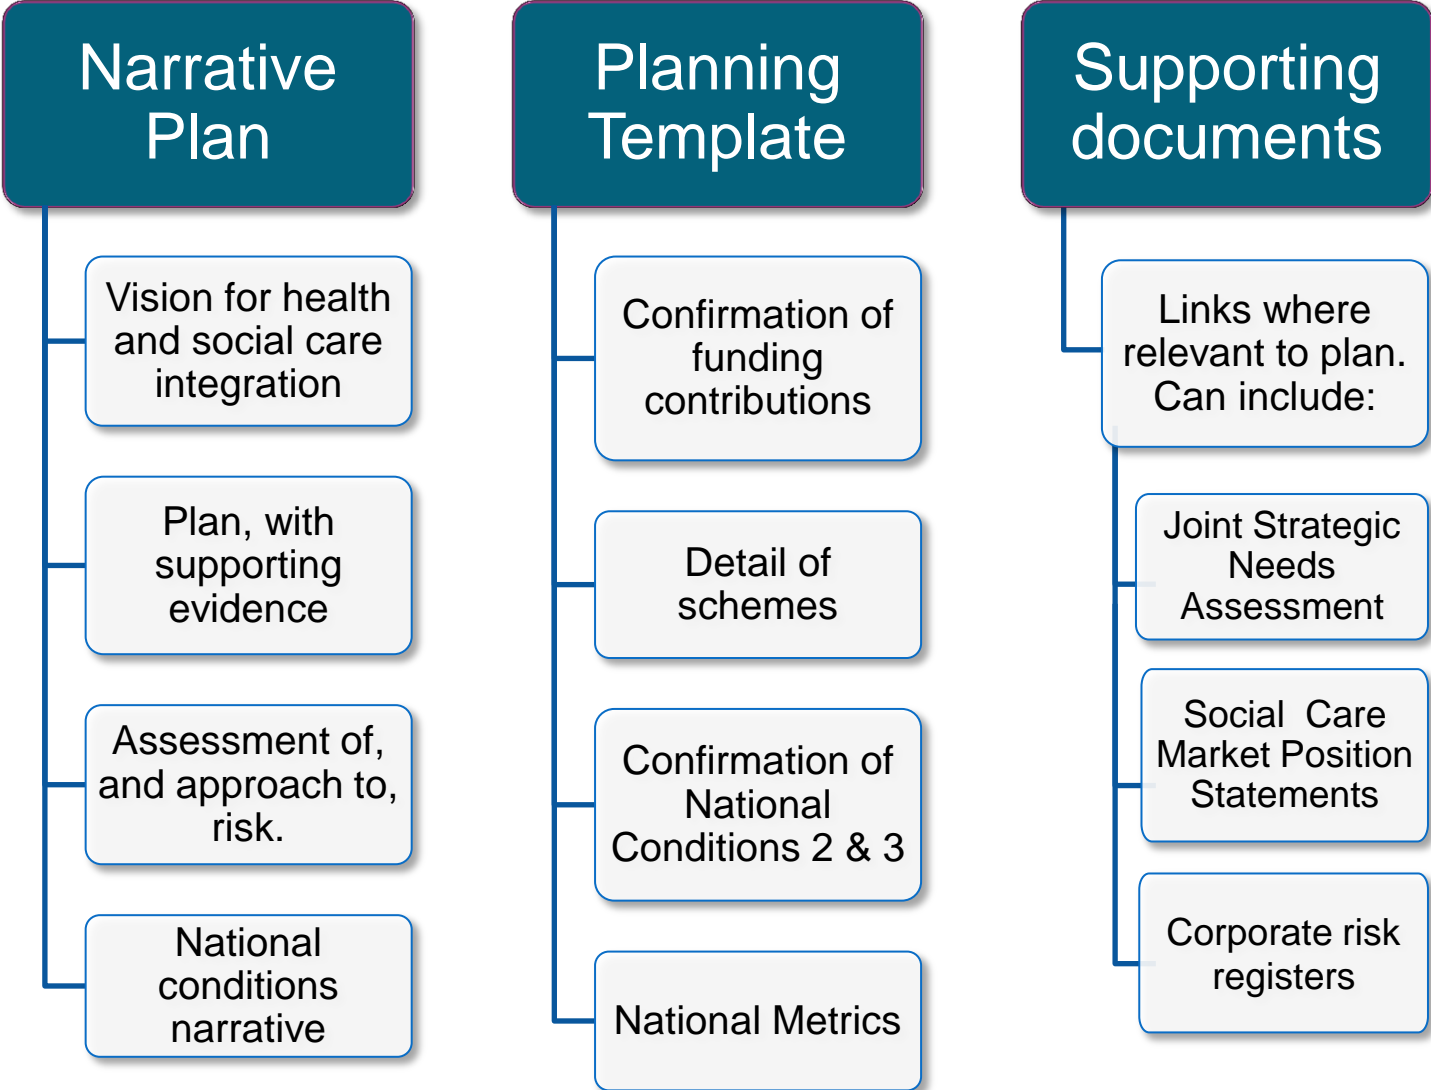 Narrative
Plan
Vision for health
and social care
integration
Plan, with
supporting
evidence
Assessment of,
and approach to,
risk.
National
conditions
narrative
Planning
Template
Confirmation of
funding
contributions
Detail of
schemes
Confirmation of
National
Conditions 2 & 3
National Metrics
Supporting
documents
Links where
relevant to plan.
Can include:
Joint Strategic
Needs
Assessment
Social  Care
Market Position
Statements
Corporate risk
registers